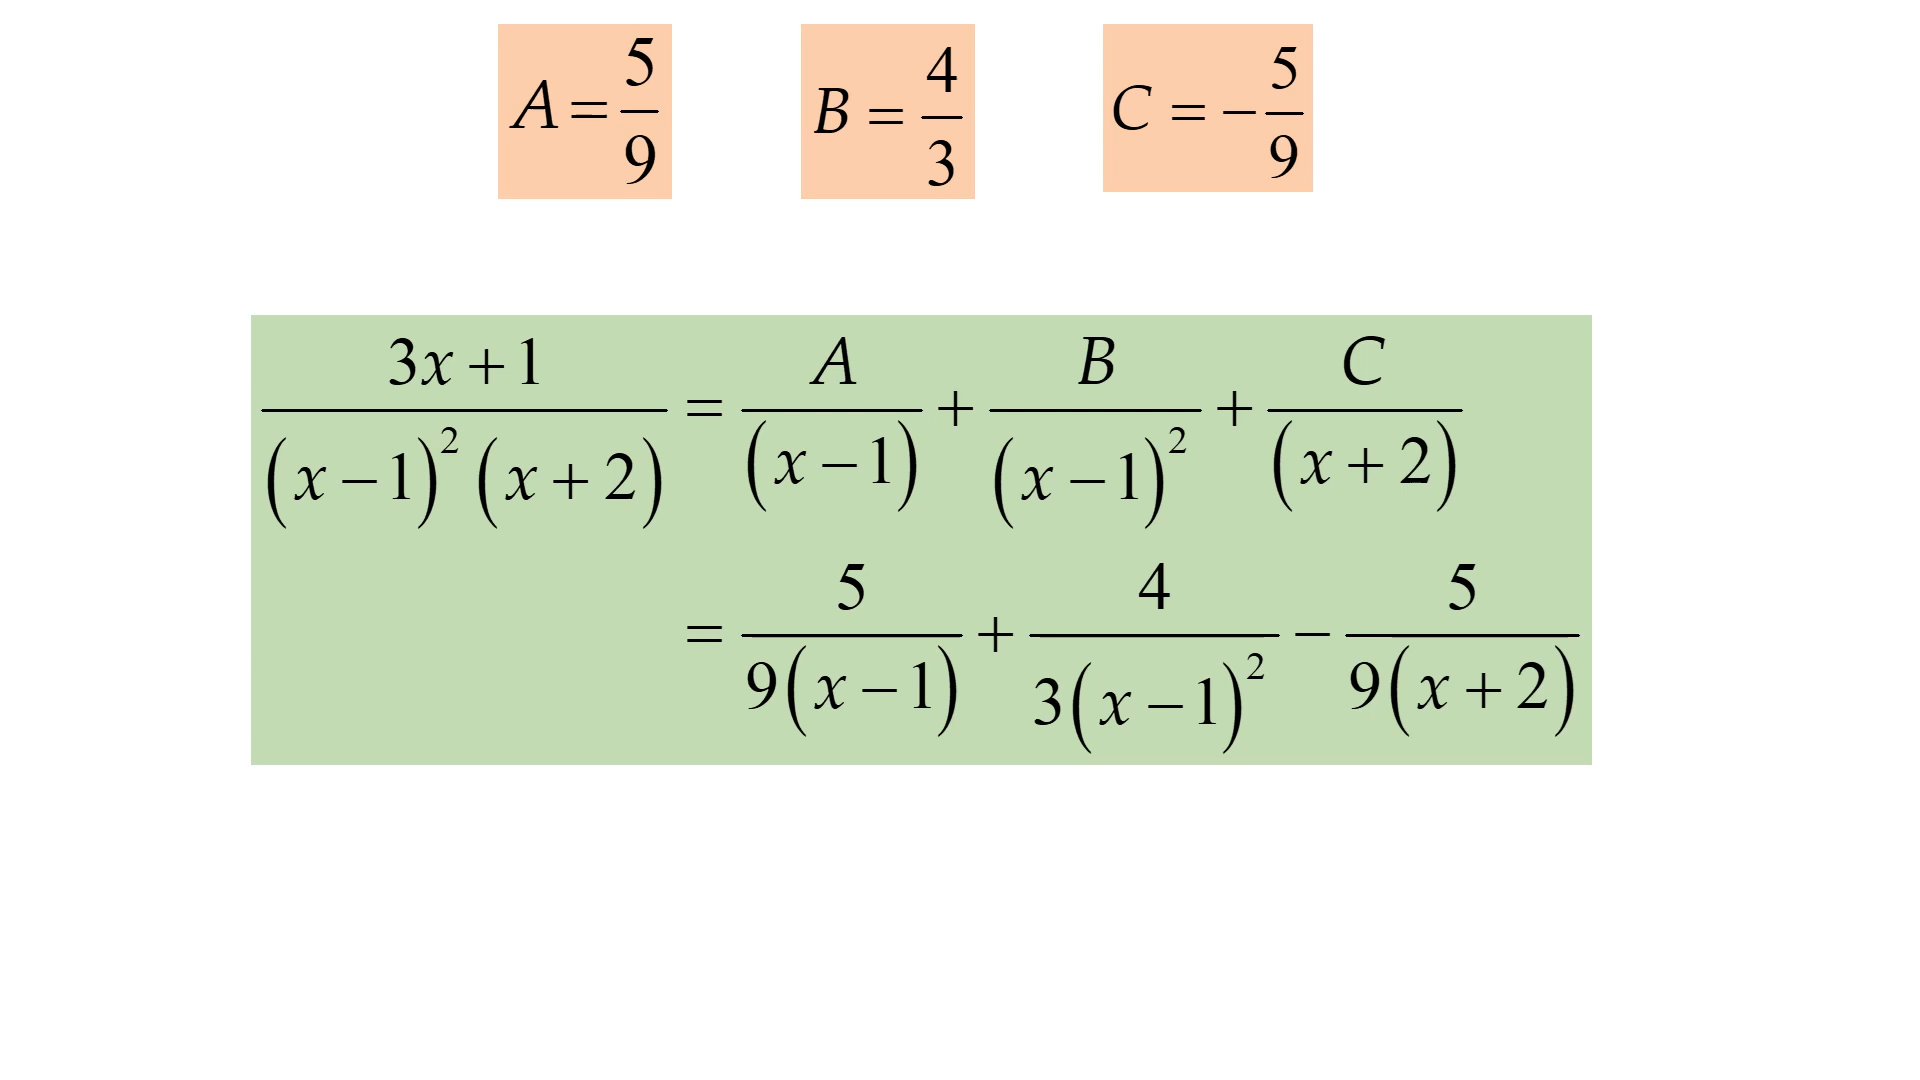 A = 5/9   B = 4/3   C = −5/9
(3x + 1)/((x − 1)²(x + 2)) = A/(x − 1) + B/(x − 1)² + C/(x + 2)
= 5/(9(x − 1)) + 4/(3(x − 1)²) − 5/(9(x + 2))